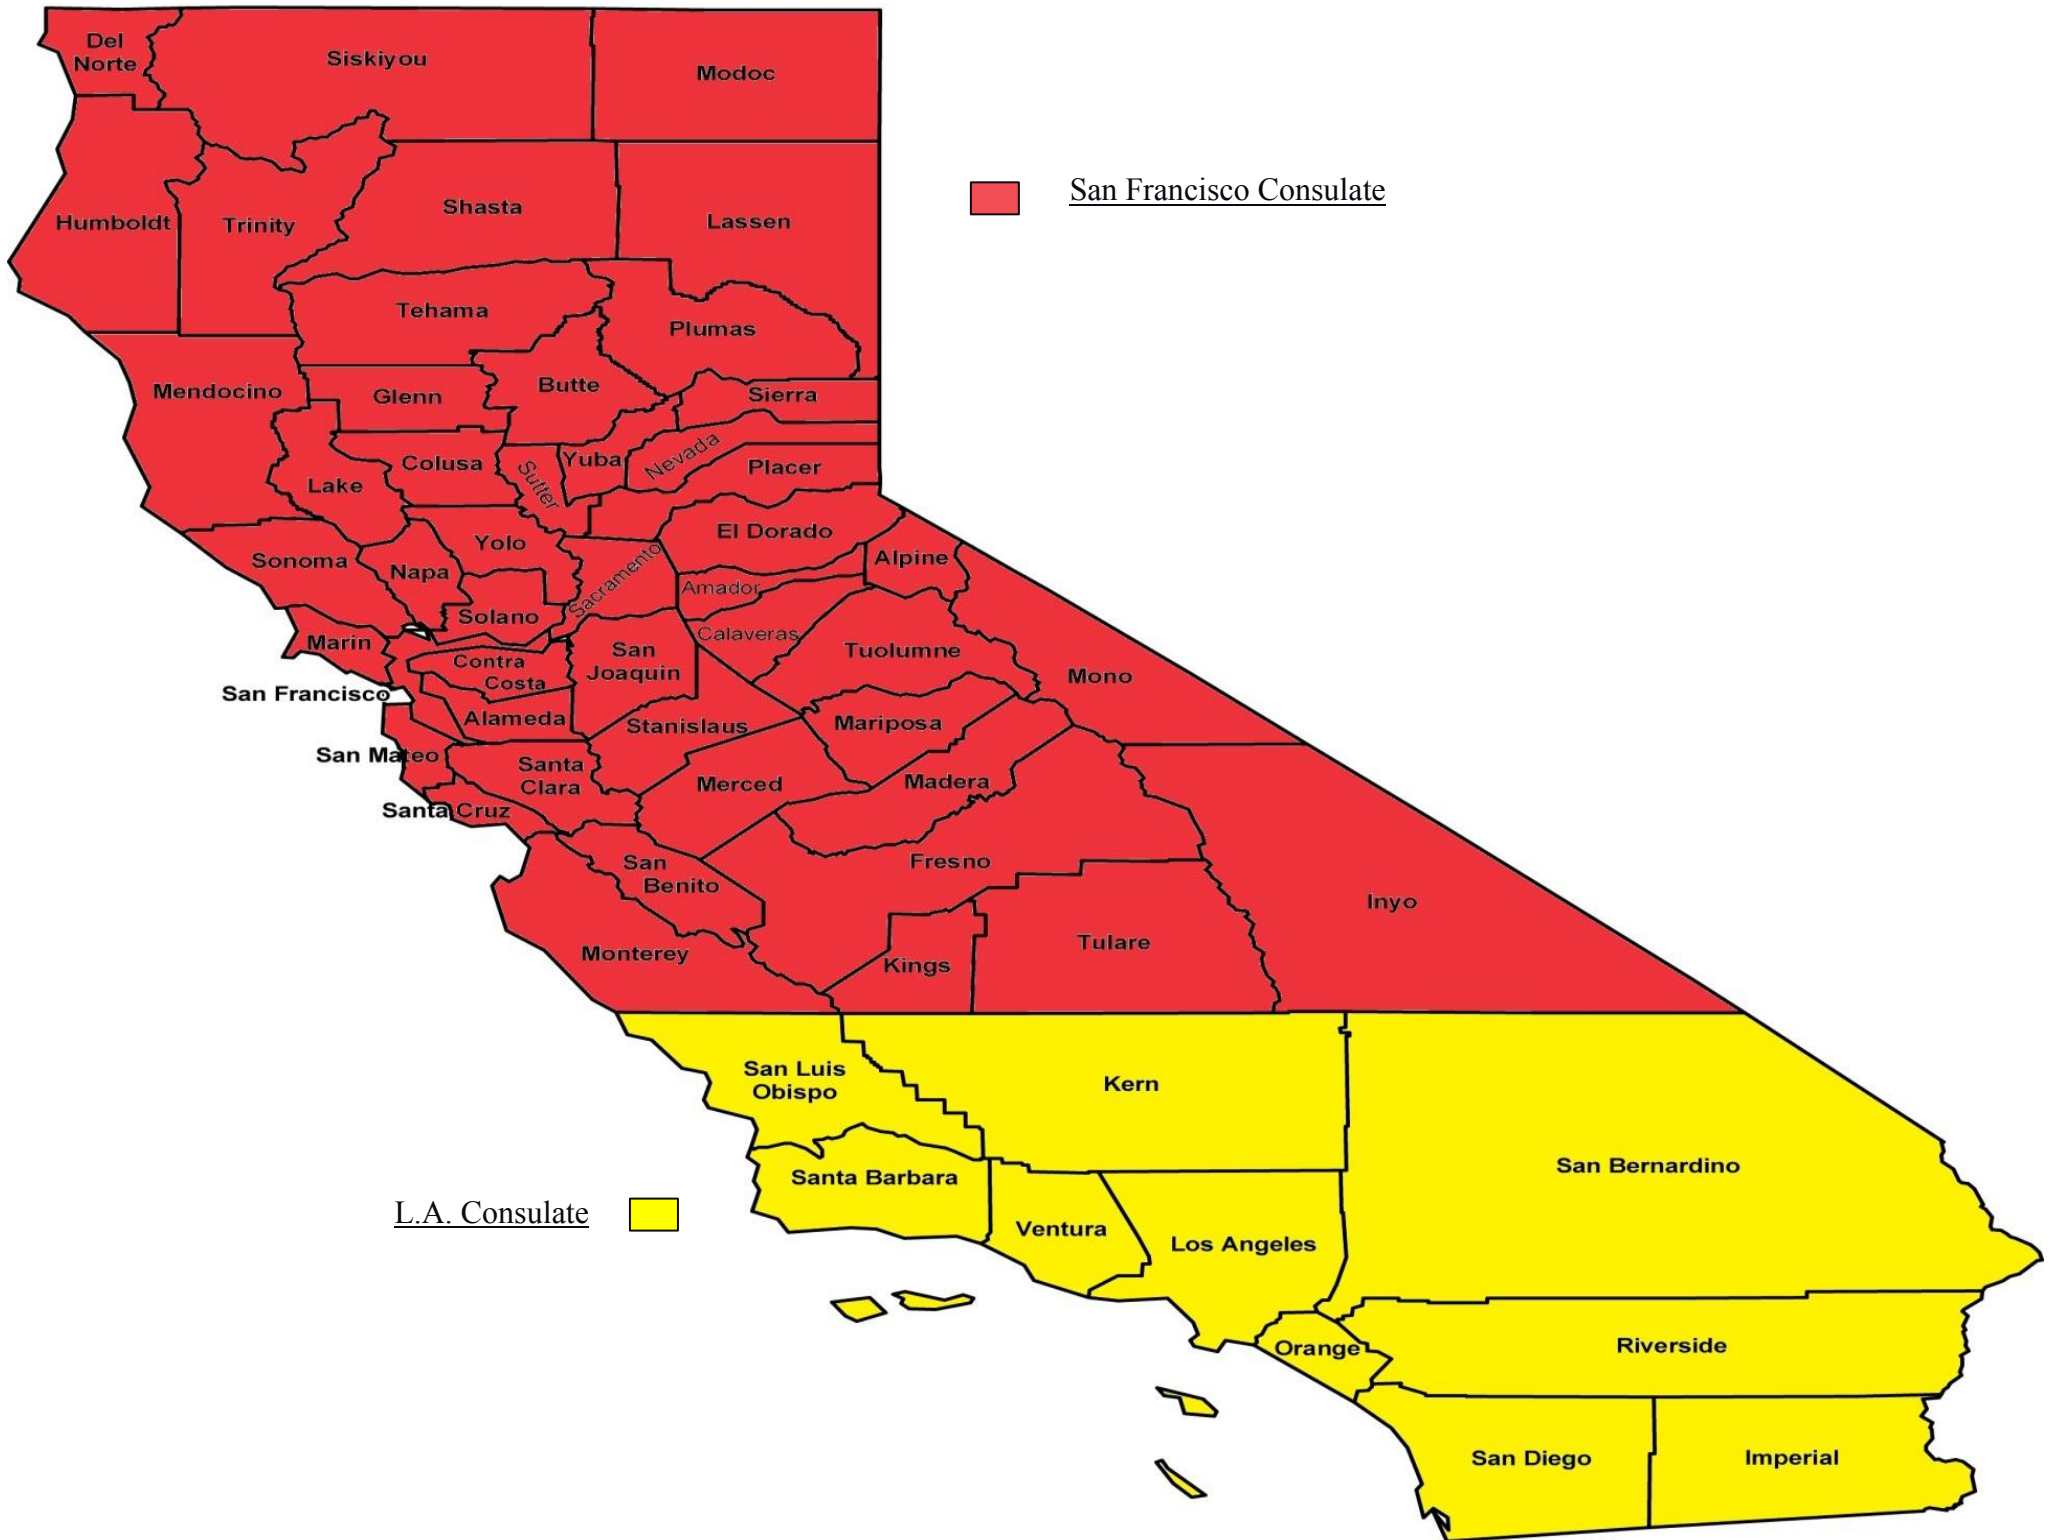 Del
Norte
Siskiyou
Modoc
San Francisco Consulate
Humboldt
Trinity
Shasta
Lassen
Tehama
Plumas
Mendocino
Glenn
Butte
Sierra
Lake
Colusa
Sutter
Yuba
Nevada
Placer
Sonoma
Napa
Yolo
Sacramento
El Dorado
Alpine
Amador
Solano
Marin
Calaveras
Contra
Costa
San
Joaquin
Tuolumne
Mono
San Francisco
Alameda
Stanislaus
Mariposa
San Mateo
Santa
Clara
Merced
Madera
Santa Cruz
San
Benito
Fresno
Inyo
Monterey
Kings
Tulare
San Luis
Obispo
Kern
San Bernardino
Santa Barbara
L.A. Consulate
Ventura
Los Angeles
Orange
Riverside
San Diego
Imperial